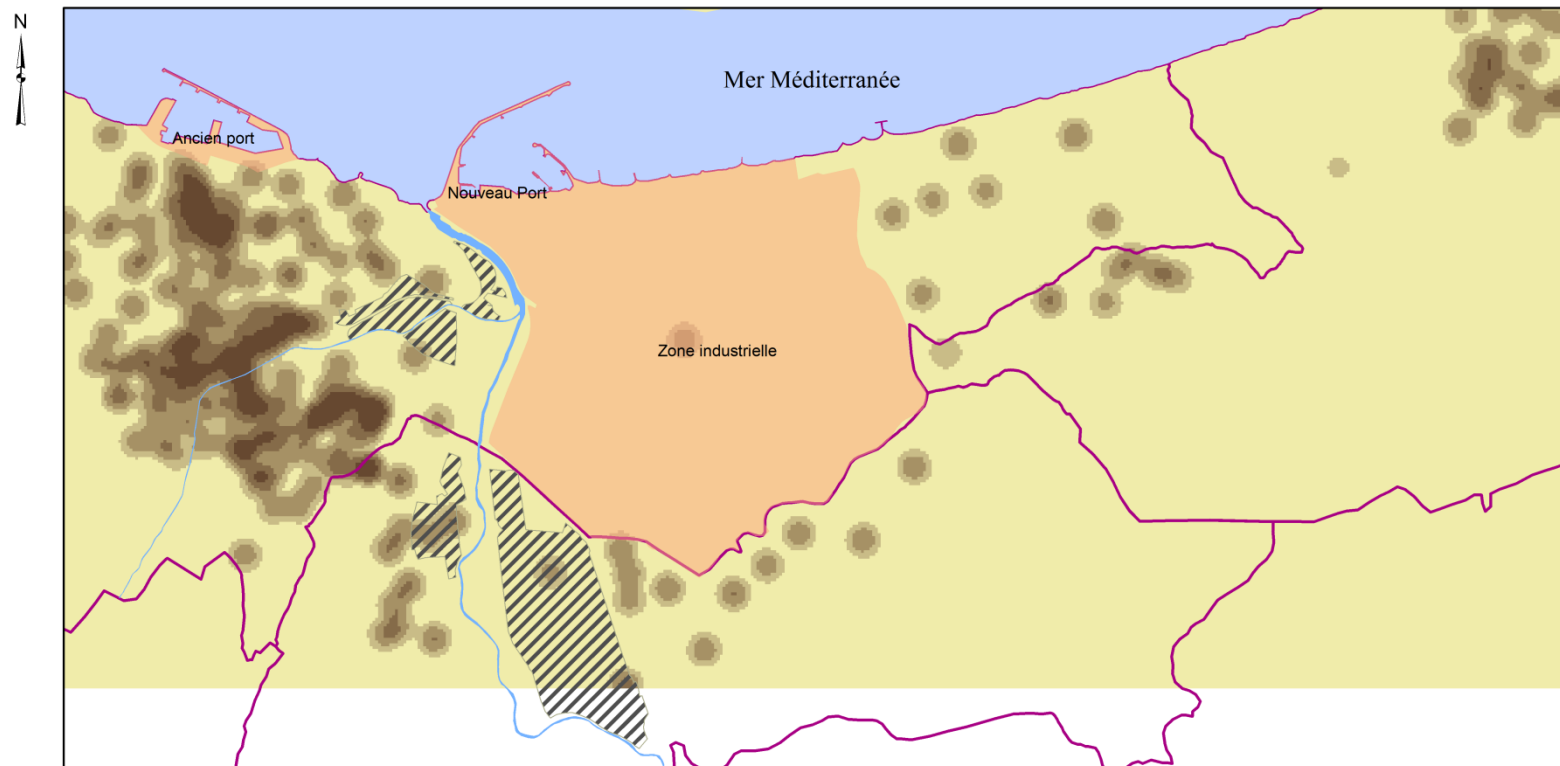 N
Mer Méditerranée
Ancien port
Nouveau Port
Zone industrielle